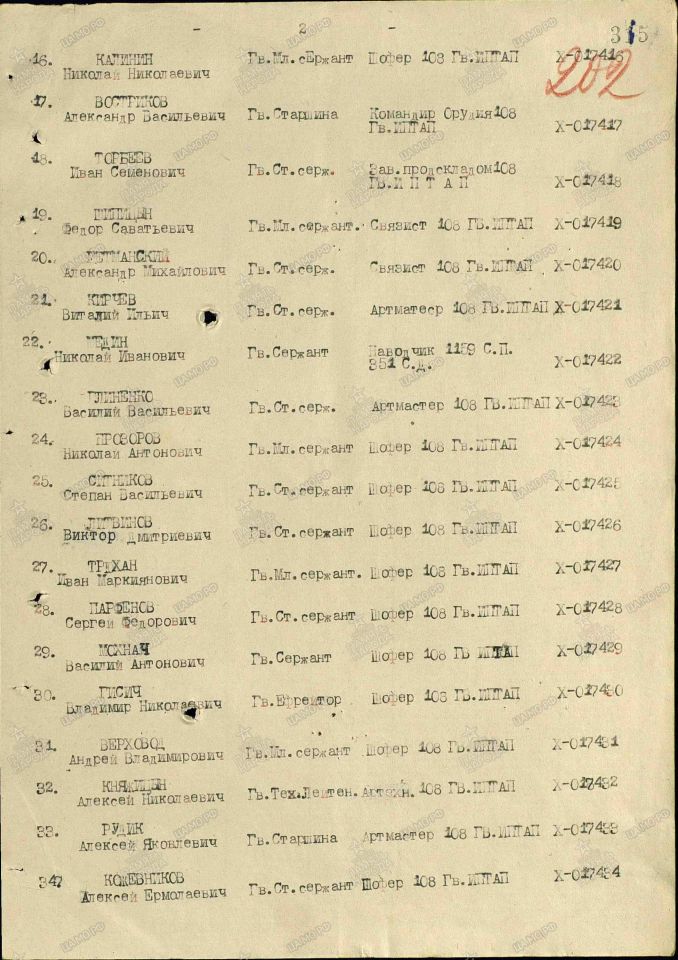 - 2 -
315
202
16. КАЛИНИН Гв.Мл.сЕржант Шофер 108 Гв.ИПТАП Х-017416
Николай Николаевич
17. ВОСТРИКОВ
Александр Васильевич Гв.Старшина Командир Орудия108
Гв.ИПТАП Х-017417
18. ТОРБЕЕВ
Иван Семенович Гв.Ст.серж. Зав.продскладом108
ГВ.И П Т А П Х-017418
19.
Федор Саватьевич Гв.Мл.сержант. Связист 108 ГВ.ИПТАП Х-017419
20.
Александр Михайлович Гв.Ст.серж. Связист 108 Гв.ИПТАП Х-017420
21. КИРЧЕВ
Виталий Ильич Гв.Ст.серж. Артматеср 108 ГВ.ИПТАП Х-017421
22.
Николай Иванович Гв.Сержант Наводчик 1159 С.П.
351 С.Д. Х-017422
23. ГЛИНЕНКО
Василий Васильевич Гв.Ст.серж. Артмастер 108 ГВ.ИПТАП Х-017423
24. ПРОЗОРОВ
Николай Антонович Гв.Мл.сержант Шофер 108 Гв.ИПТАП Х-017424
25. СИТНИКОВ
Степан Васильевич Гв.Ст.сержант Шофер 108 Гв.ИПТАП Х-017425
26. ЛИТВИНОВ
Виктор Дмитриевич Гв.Ст.сержант Шофер 108 Гв.ИПТАП Х-017426
27. ТРУХАН
Иван Маркиянович Гв.Мл.сержант. Шофер 108 Гв.ИПТАП Х-017427
28. ПАРФЕНОВ
Сергей Федорович Гв.Ст.сержант Шофер 108 Гв.ИПТАП Х-017428
29. МОХНАЧ
Василий Антонович Гв.Сержант Шофер 108 ГВ ИПТАП Х-017429
30. ГИСИЧ
Владимир Николаевич Гв.Ефрейтор Шофер 108 ГВ.ИПТАП Х-017430
31. ВЕРХОВОД
Андрей Владимирович Гв.Мл.сержант Шофер 108 ГВ.ИПТАП Х-017431
32. КНЯЖИЦЫН
Алексей Николаевич Гв.Тех.Лейтен. Артехн. 108 ГВ.ИПТАП Х-017432
33. РУДИК
Алексей Яковлевич Гв.Старшина Артмастер 108 ГВ.ИПТАП Х-017433
34? КОЖЕВНИКОВ
Алексей Ермолаевич Гв.Ст.сержант Шофер 108 Гв.ИПТАП Х-017434